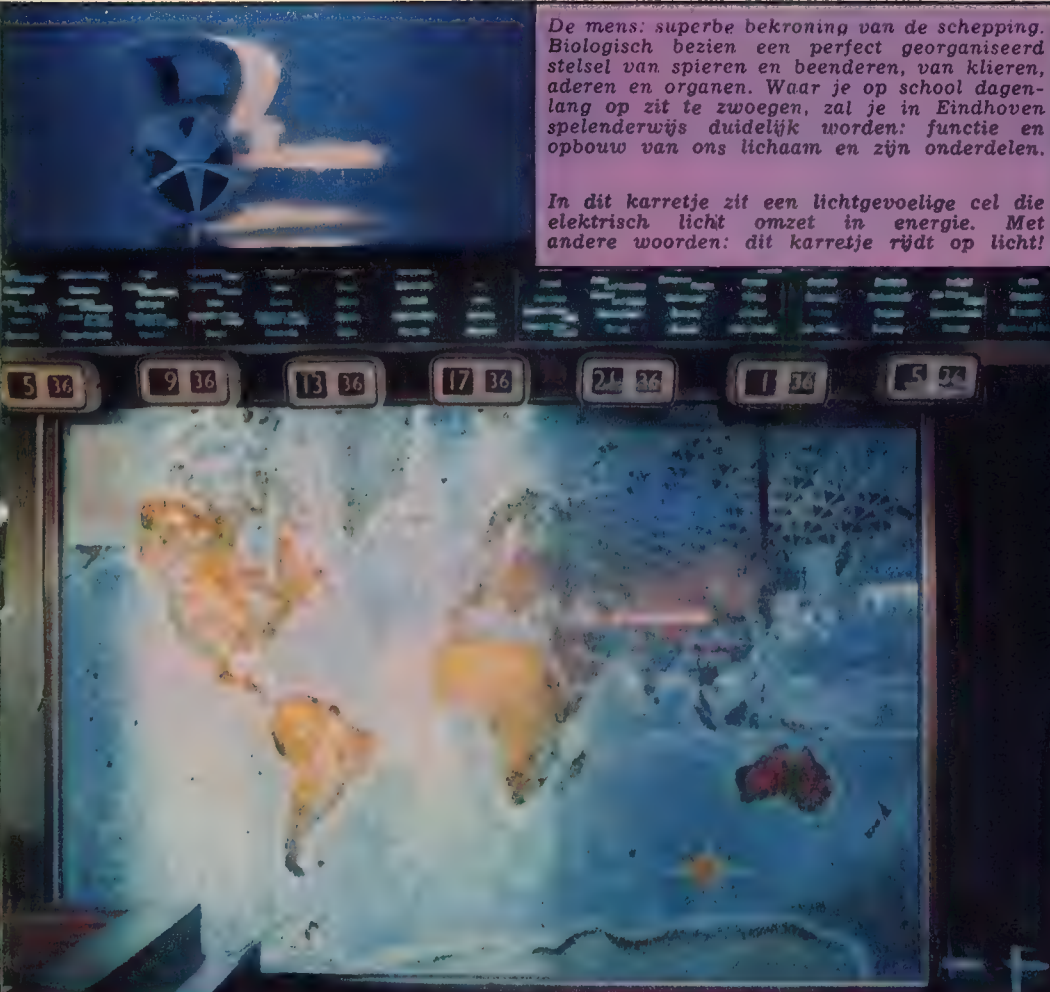 De mens: superbe bekroning van de schepping.
Biologisch bezien een perfect georganiseerd
stelsel van spieren en beenderen, van klieren,
aderen en organen. Waar je op school dagen-
lang op zit te zwoegen, zal je in Eindhoven
spelenderwijs duidelijk worden: functie en
opbouw van ons lichaam en zijn onderdelen.
In dit karretje zit een lichtgevoelige cel die
elektrisch licht omzet in energie. Met
andere woorden: dit karretje rijdt op licht!
5 36 9 36 13 36 17 36 21 36 1 36 5 36